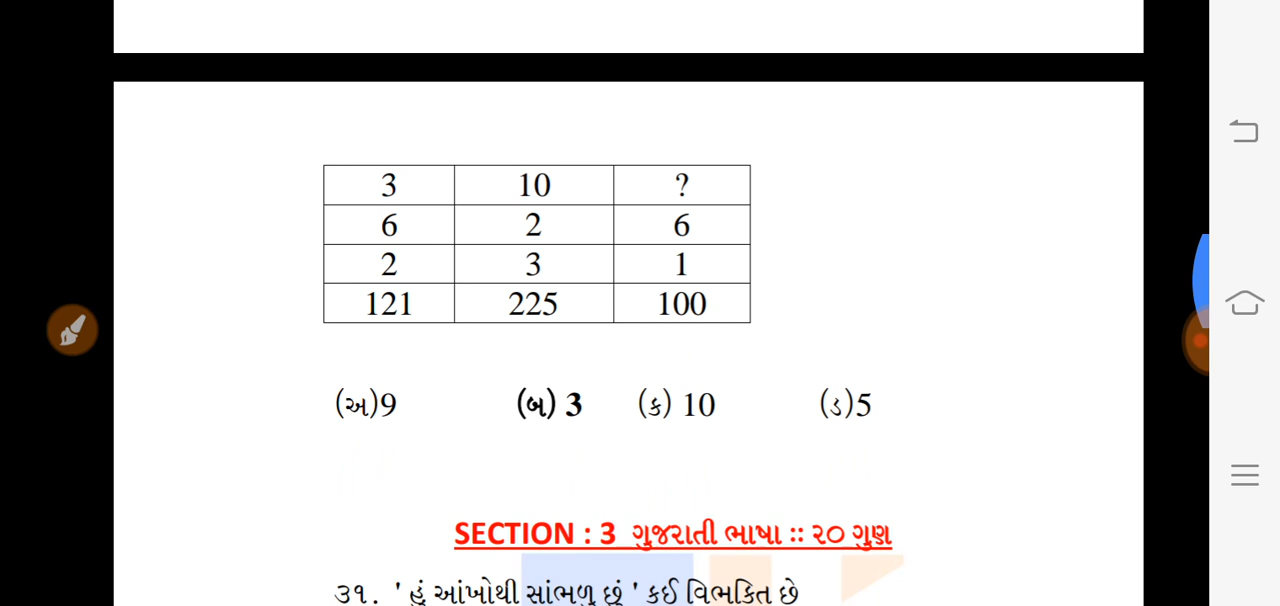 3 10 ?
6 2 6
2 3 1
121 225 100
(અ)9 (બ) 3 (ક) 10 (ડ)5
SECTION : 3 ગુજરાતી ભાષા :: ૨૦ ગુણ
૩૧. ' હું આંખોથી સાંભળુ છું ' કઈ વિભકિત છે